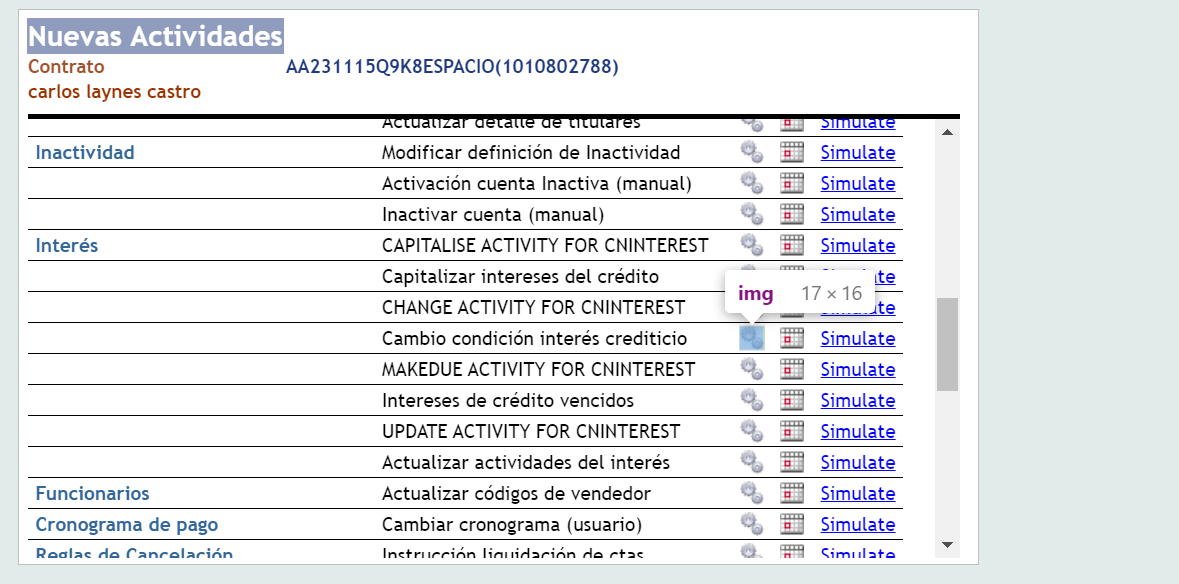 Nuevas Actividades
Contrato AA231115Q9K8ESPACIO(1010802788)
carlos laynes castro
Actualizar detalle de titulares Simulate
Inactividad Modificar definición de Inactividad Simulate
Activación cuenta Inactiva (manual) Simulate
Inactivar cuenta (manual) Simulate
Interés CAPITALISE ACTIVITY FOR CNINTEREST Simulate
Capitalizar intereses del crédito
img 17 × 16
CHANGE ACTIVITY FOR CNINTEREST
Cambio condición interés crediticio Simulate
MAKEDUE ACTIVITY FOR CNINTEREST Simulate
Intereses de crédito vencidos Simulate
UPDATE ACTIVITY FOR CNINTEREST Simulate
Actualizar actividades del interés Simulate
Funcionarios Actualizar códigos de vendedor Simulate
Cronograma de pago Cambiar cronograma (usuario) Simulate
Reglas de Cancelación Instrucción liquidación de ctas Simulate